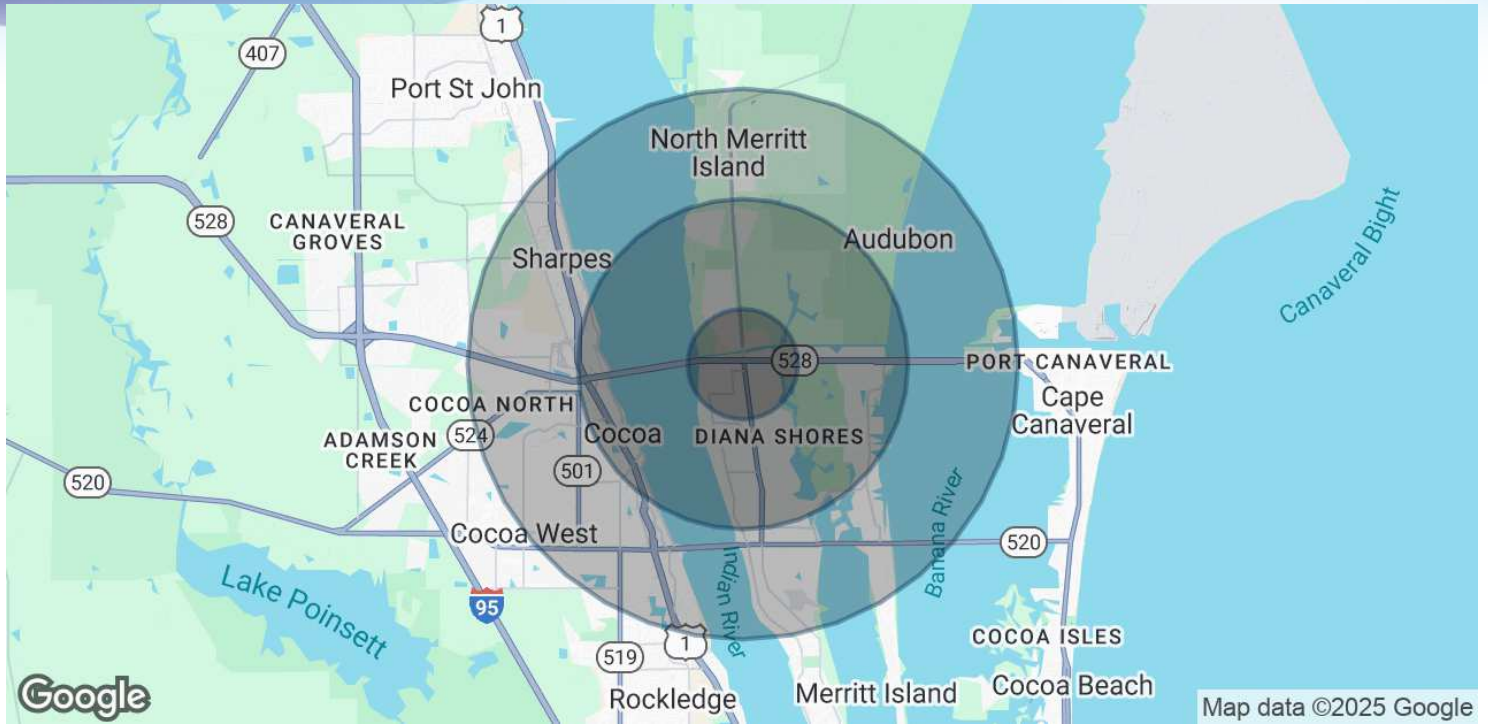 1
407
Port St John
North Merritt
Island
528
CANAVERAL
GROVES
Audubon
Sharpes
Canaveral Bight
528
PORT CANAVERAL
COCOA NORTH
Cape
Canaveral
524
Cocoa
DIANA SHORES
ADAMSON
CREEK
501
520
Banana River
Cocoa West
520
Indian River
Lake Poinsett
95
COCOA ISLES
1
519
Rockledge
Merritt Island
Cocoa Beach
Google
Map data ©2025 Google